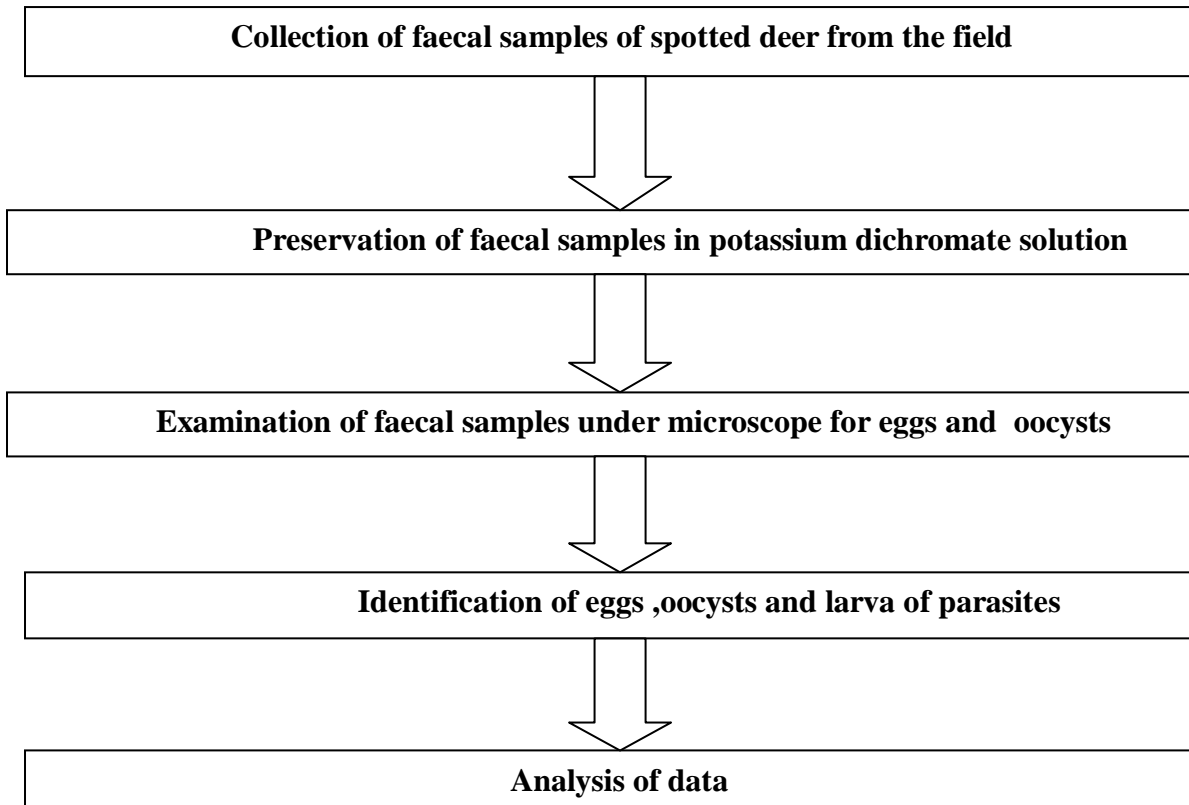 Collection of faecal samples of spotted deer from the field
Preservation of faecal samples in potassium dichromate solution
Examination of faecal samples under microscope for eggs and  oocysts
Identification of eggs ,oocysts and larva of parasites
Analysis of data